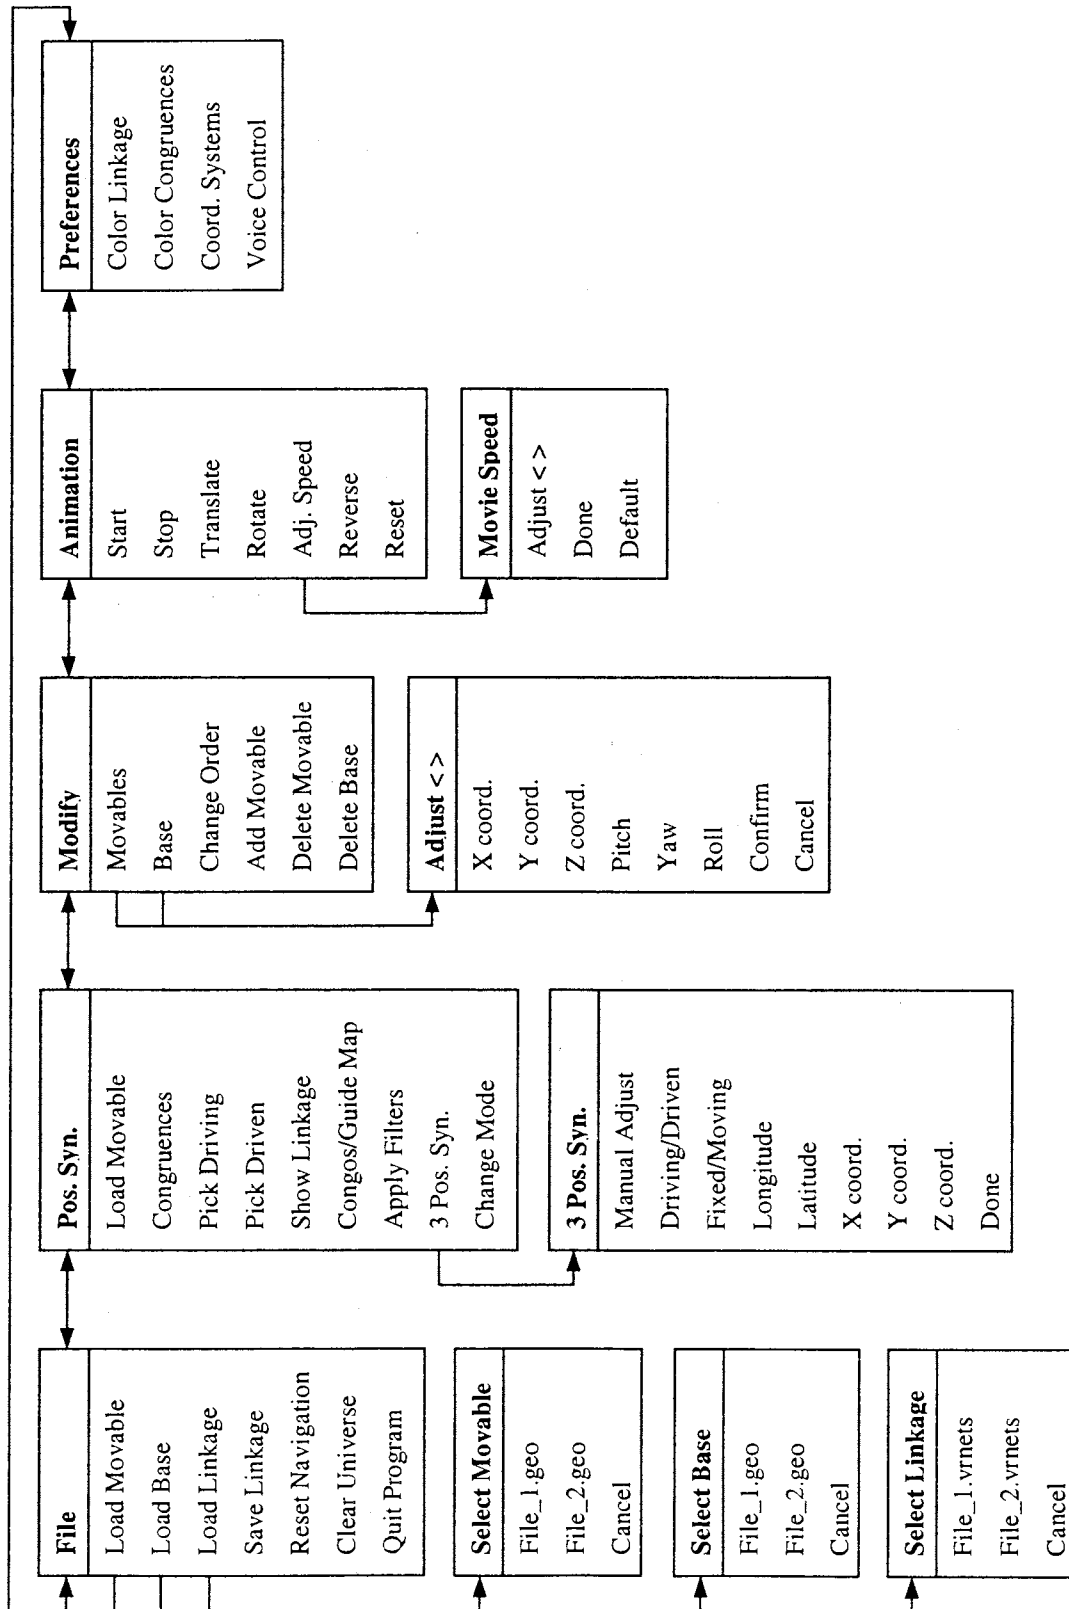 File
Load Movable
Load Base
Load Linkage
Save Linkage
Reset Navigation
Clear Universe
Quit Program
Select Movable
File_1.geo
File_2.geo
Cancel
Select Base
File_1.geo
File_2.geo
Cancel
Select Linkage
File_1.vrnets
File_2.vrnets
Cancel
Pos. Syn.
Load Movable
Congruences
Pick Driving
Pick Driven
Show Linkage
Congos/Guide Map
Apply Filters
3 Pos. Syn.
Change Mode
3 Pos. Syn.
Manual Adjust
Driving/Driven
Fixed/Moving
Longitude
Latitude
X coord.
Y coord.
Z coord.
Done
Modify
Movables
Base
Change Order
Add Movable
Delete Movable
Delete Base
Adjust < >
X coord.
Y coord.
Z coord.
Pitch
Yaw
Roll
Confirm
Cancel
Animation
Start
Stop
Translate
Rotate
Adj. Speed
Reverse
Reset
Movie Speed
Adjust < >
Done
Default
Preferences
Color Linkage
Color Congruences
Coord. Systems
Voice Control